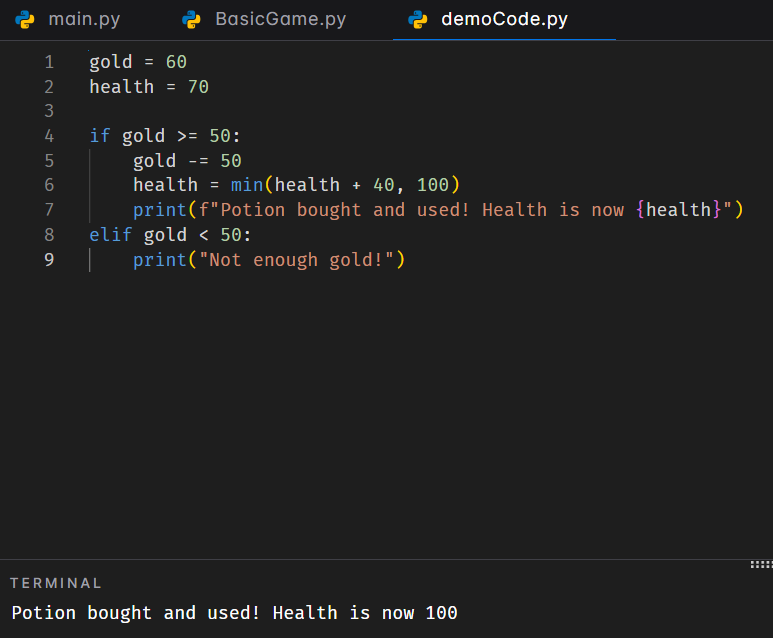 main.py BasicGame.py demoCode.py
1 gold = 60
2 health = 70
3
4 if gold >= 50:
5     gold -= 50
6     health = min(health + 40, 100)
7     print(f"Potion bought and used! Health is now {health}")
8 elif gold < 50:
9     print("Not enough gold!")
TERMINAL
Potion bought and used! Health is now 100